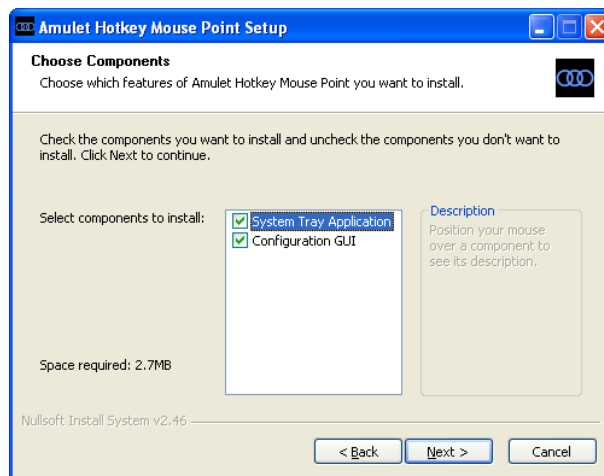 Amulet Hotkey Mouse Point Setup
Choose Components
Choose which features of Amulet Hotkey Mouse Point you want to install.
Check the components you want to install and uncheck the components you don't want to
install. Click Next to continue.
Select components to install:
System Tray Application
Configuration GUI
Description
Position your mouse
over a component to
see its description.
Space required: 2.7MB
Nullsoft Install System v2.46
< Back
Next >
Cancel